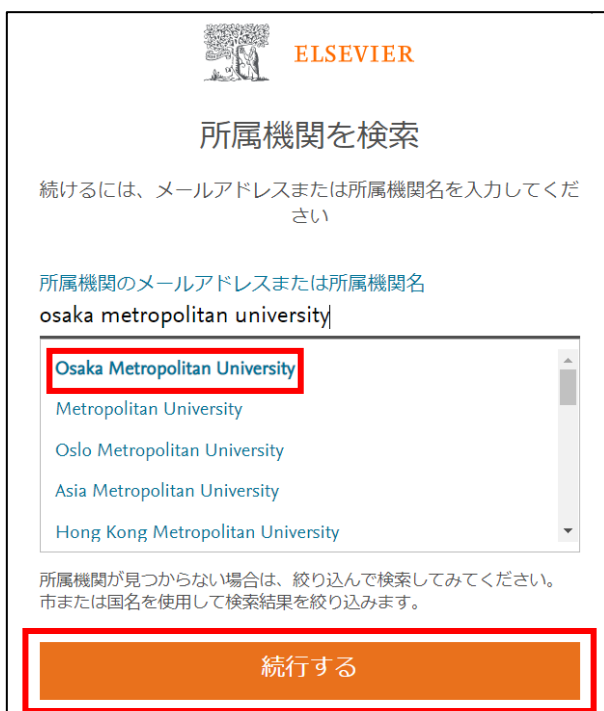 ELSEVIER
所属機関を検索
続けるには、メールアドレスまたは所属機関名を入力してくだ
さい
所属機関のメールアドレスまたは所属機関名
osaka metropolitan university
Osaka Metropolitan University
Metropolitan University
Oslo Metropolitan University
Asia Metropolitan University
Hong Kong Metropolitan University
所属機関が見つからない場合は、絞り込んで検索してみてください。
市または国名を使用して検索結果を絞り込みます。
続行する